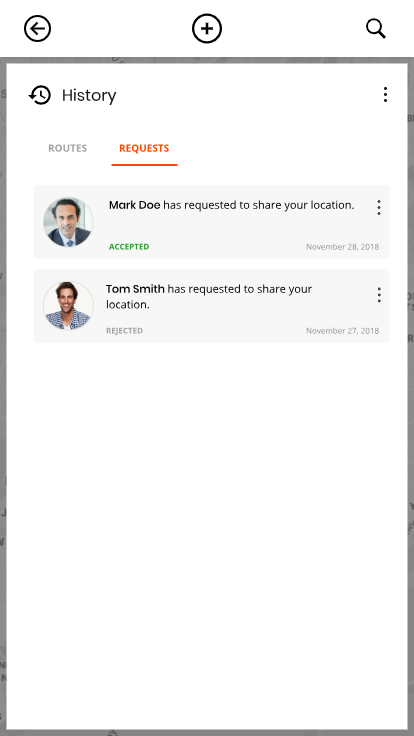 History
ROUTES REQUESTS
Mark Doe has requested to share your location.
ACCEPTED November 28, 2018
Tom Smith has requested to share your
location.
REJECTED November 27, 2018